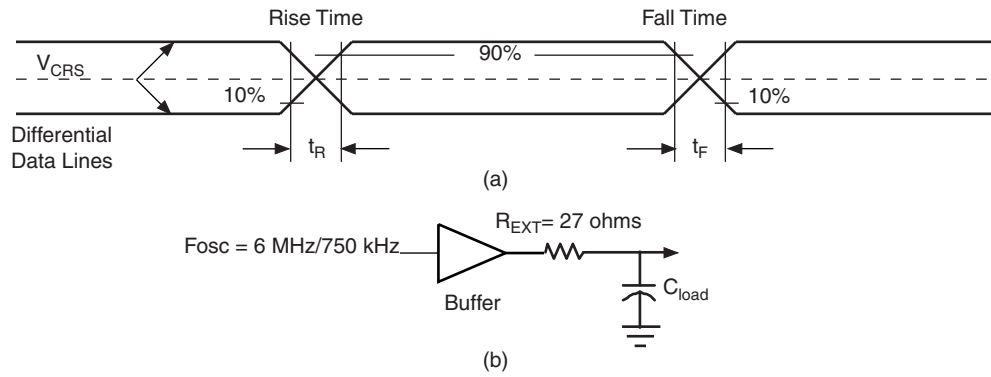 Rise Time
Fall Time
V_CRS
90%
10%
10%
Differential
Data Lines
t_R
t_F
(a)
R_EXT= 27 ohms
Fosc = 6 MHz/750 kHz
Buffer
C_load
(b)